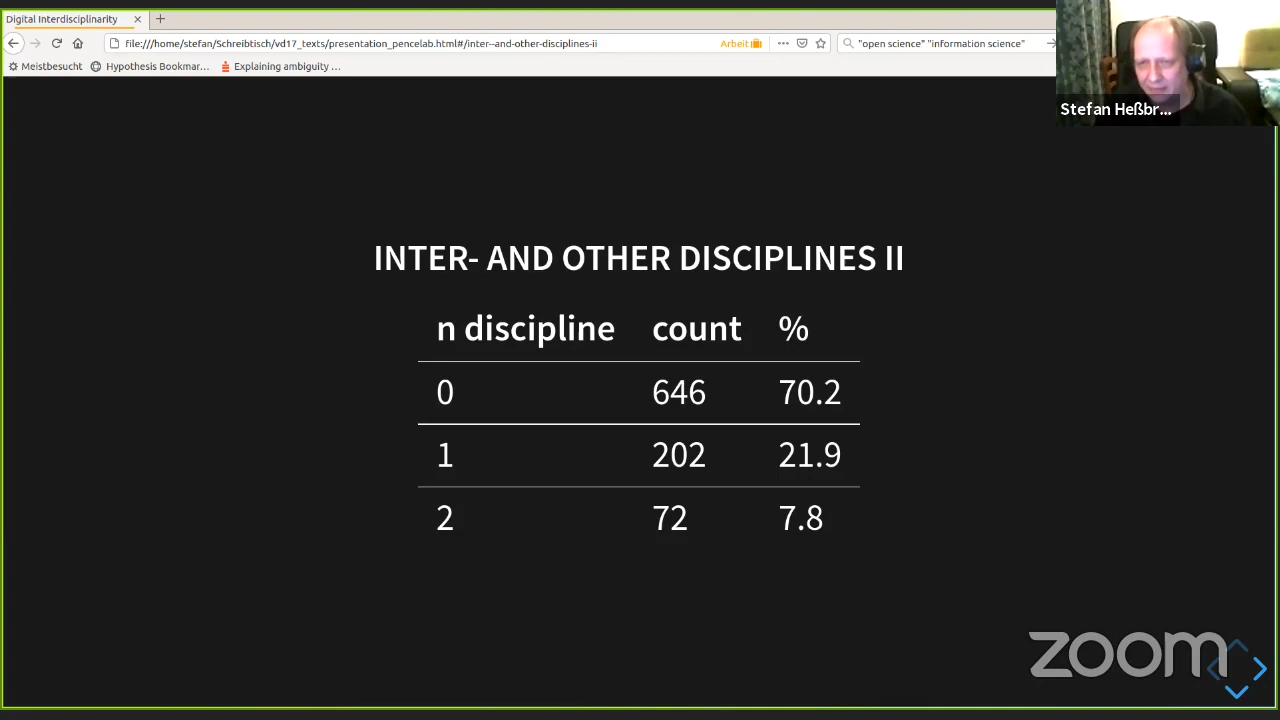 Digital Interdisciplinarity
file:///home/stefan/Schreibtisch/vd17_texts/presentation_pencelab.html#/inter--and-other-disciplines-ii
Arbeit
"open science" "information science"
Meistbesucht
Hypothesis Bookmar...
Explaining ambiguity ...
Stefan Heßbr...
INTER- AND OTHER DISCIPLINES II
n discipline count %
0 646 70.2
1 202 21.9
2 72 7.8
zoom